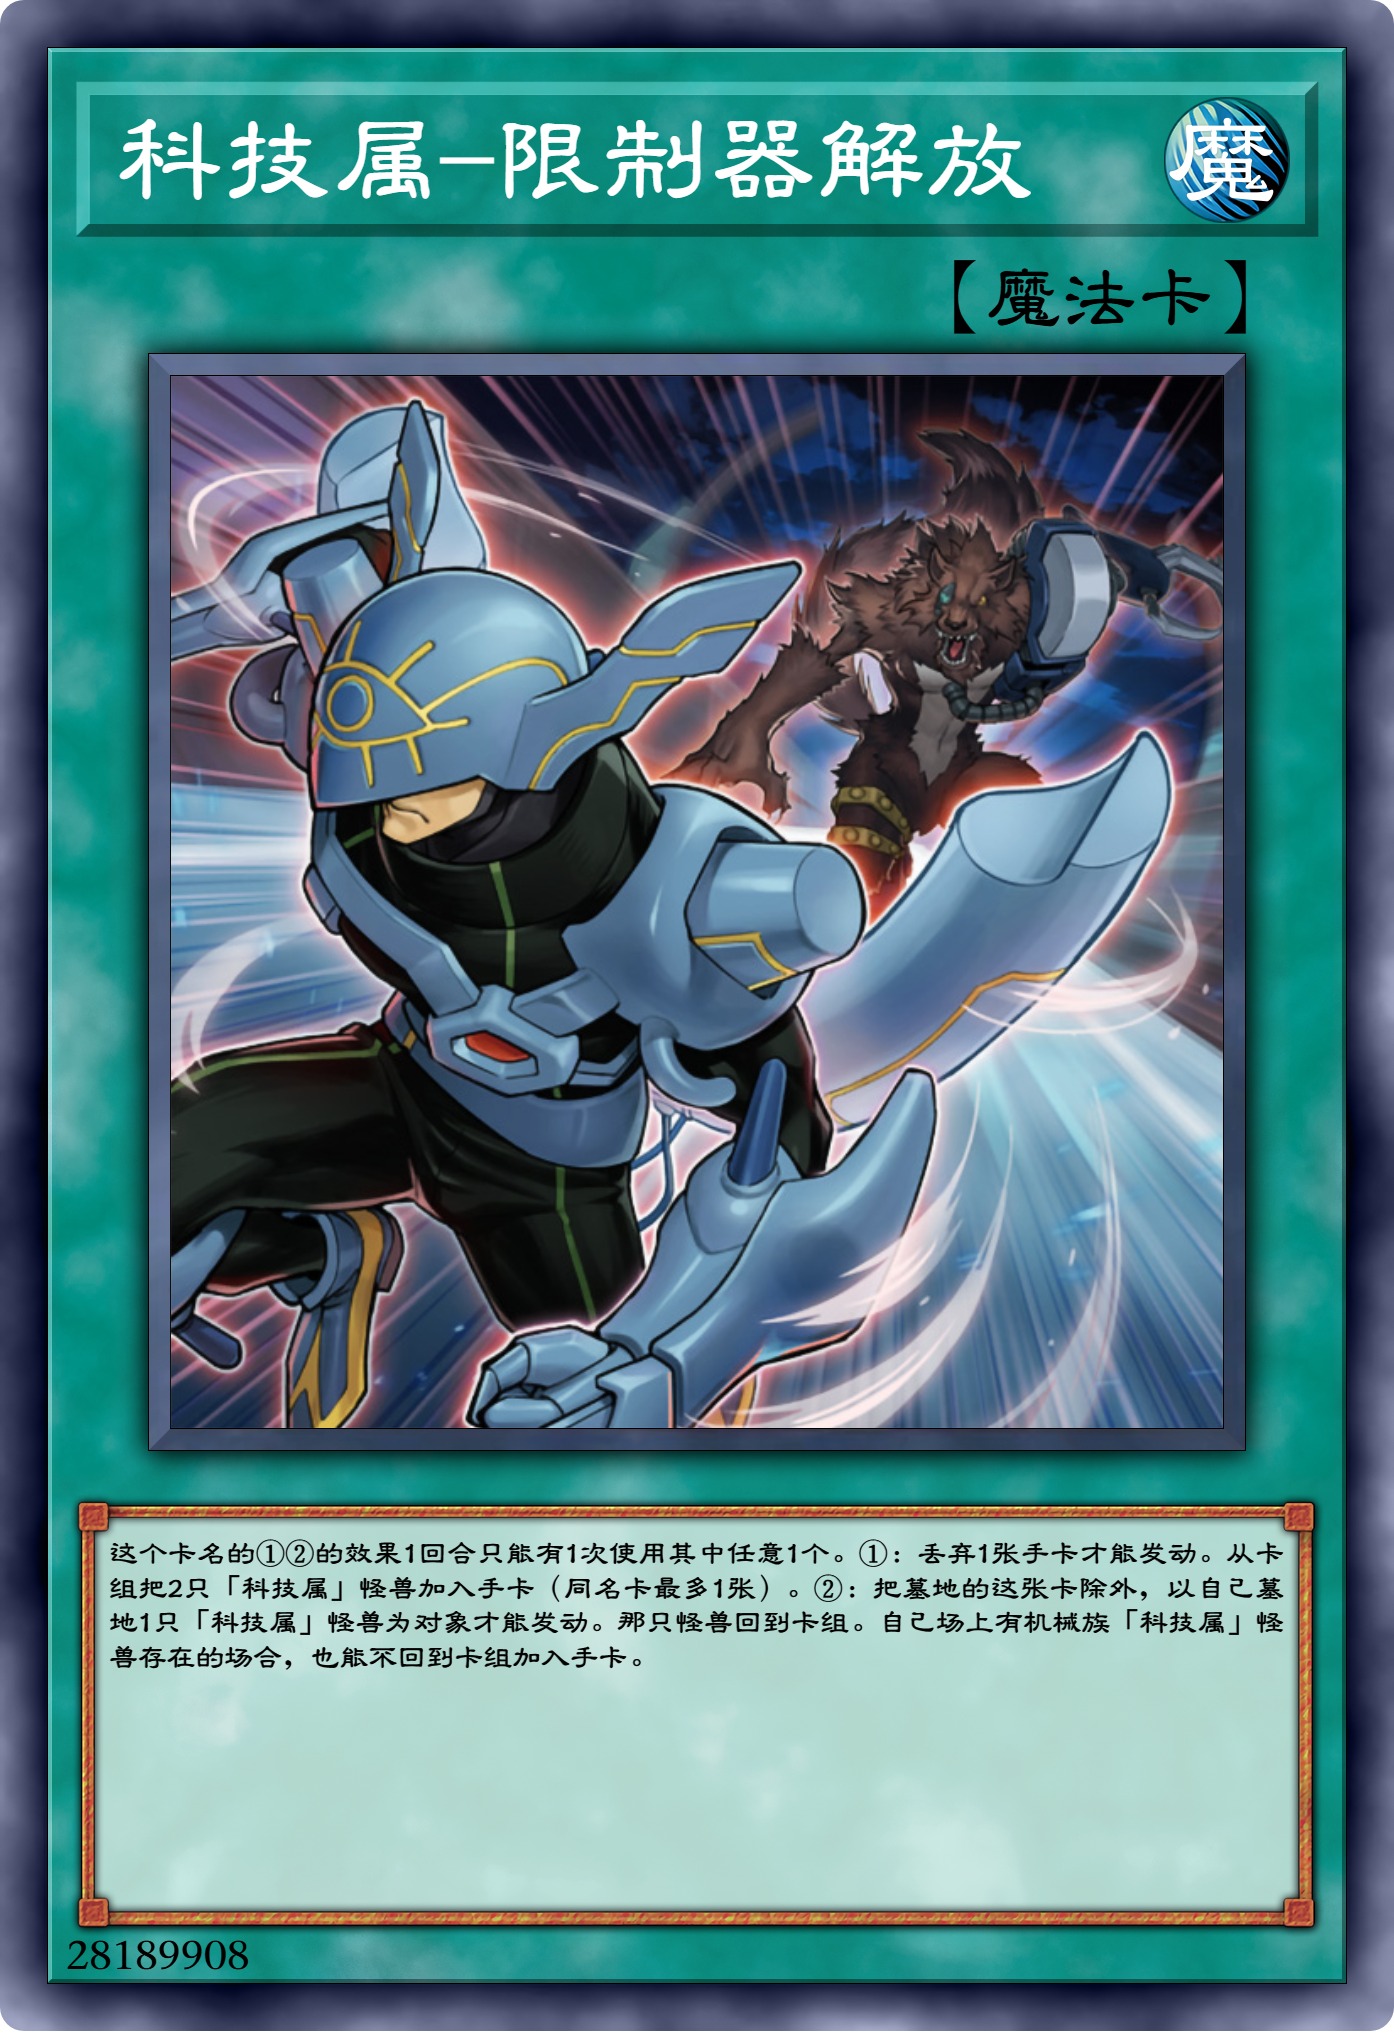 科技属-限制器解放
魔
【魔法卡】
这个卡名的①②的效果1回合只能有1次使用其中任意1个。①：丢弃1张手卡才能发动。从卡
组把2只「科技属」怪兽加入手卡（同名卡最多1张）。②：把墓地的这张卡除外，以自己墓
地1只「科技属」怪兽为对象才能发动。那只怪兽回到卡组。自己场上有机械族「科技属」怪
兽存在的场合，也能不回到卡组加入手卡。
28189908